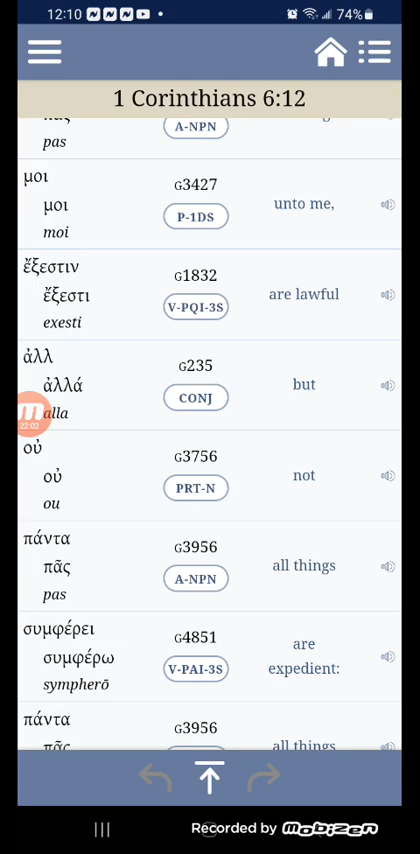 12:10 74%
1 Corinthians 6:12
A-NPN
pas
μοι
μοι
moi
G3427
P-1DS
unto me,
ἔξεστιν
ἔξεστι
exesti
G1832
V-PQI-3S
are lawful
ἀλλ
ἀλλά
alla
G235
CONJ
but
22:02
οὐ
οὐ
ou
G3756
PRT-N
not
πάντα
πᾶς
pas
G3956
A-NPN
all things
συμφέρει
συμφέρω
sympherō
G4851
V-PAI-3S
are
expedient:
πάντα
πᾶς
G3956
all things
Recorded by mobizen